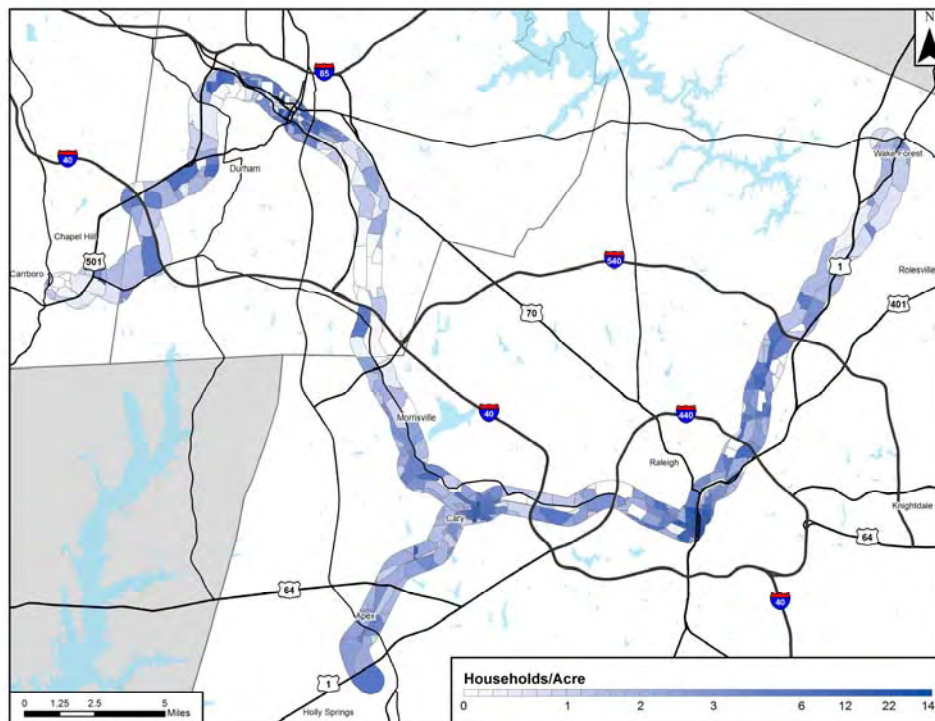 N
85
40
Durham
Wake Forest
Chapel Hill
501
Carrboro
540
1
Rolesville
401
70
Morrisville
40
440
Raleigh
Cary
Knightdale
64
64
40
Apex
1
Holly Springs
0 1.25 2.5 5
Miles
Households/Acre
0 1 2 3 6 12 22 14